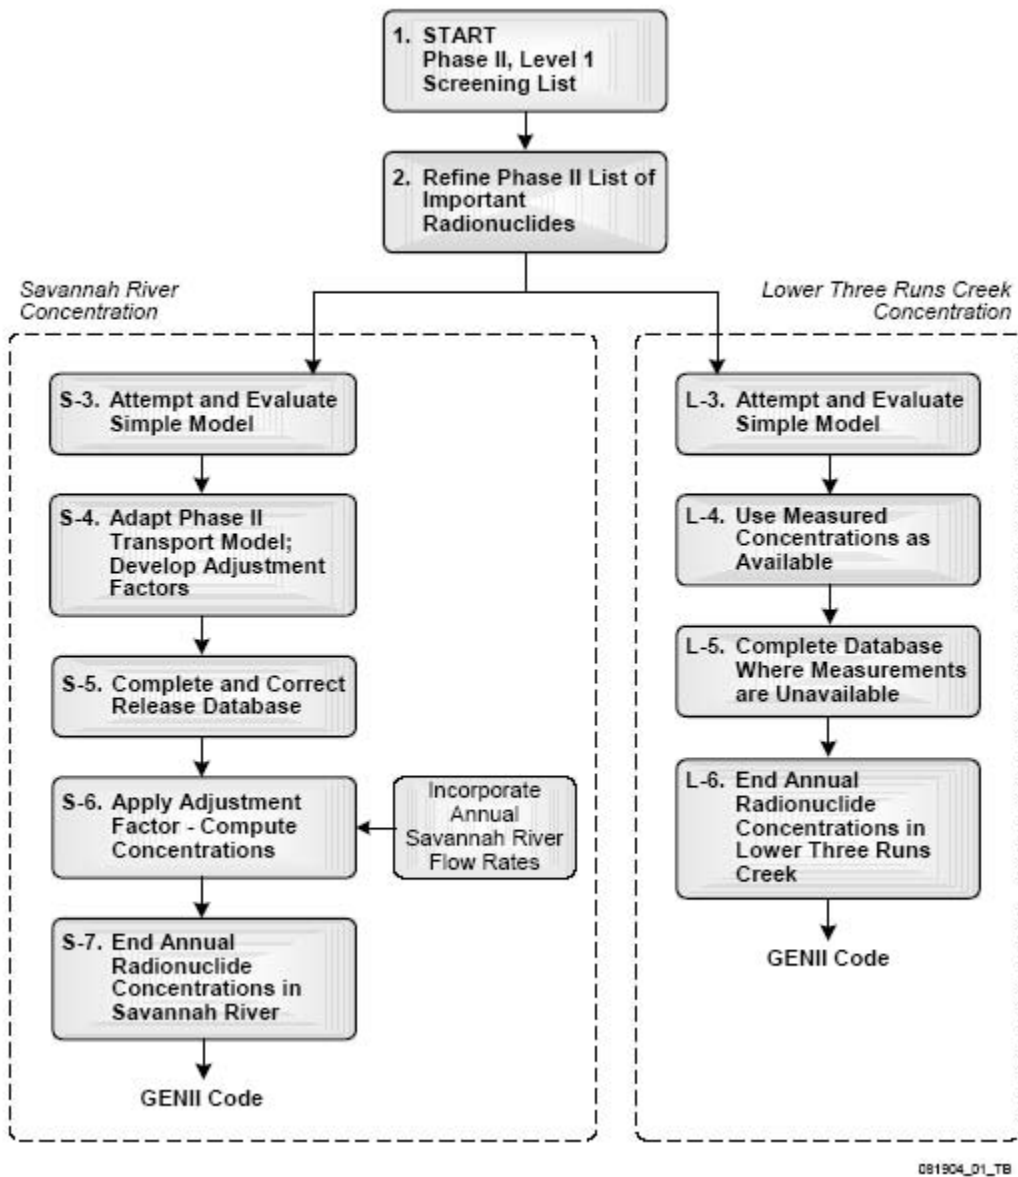 1. START
Phase II, Level 1
Screening List
2. Refine Phase II List of
Important
Radionuclides
Savannah River
Concentration
Lower Three Runs Creek
Concentration
S-3. Attempt and Evaluate
Simple Model
S-4. Adapt Phase II
Transport Model;
Develop Adjustment
Factors
S-5. Complete and Correct
Release Database
S-6. Apply Adjustment
Factor - Compute
Concentrations
Incorporate
Annual
Savannah River
Flow Rates
S-7. End Annual
Radionuclide
Concentrations in
Savannah River
GENII Code
L-3. Attempt and Evaluate
Simple Model
L-4. Use Measured
Concentrations as
Available
L-5. Complete Database
Where Measurements
are Unavailable
L-6. End Annual
Radionuclide
Concentrations in
Lower Three Runs
Creek
GENII Code
081904_01_TB